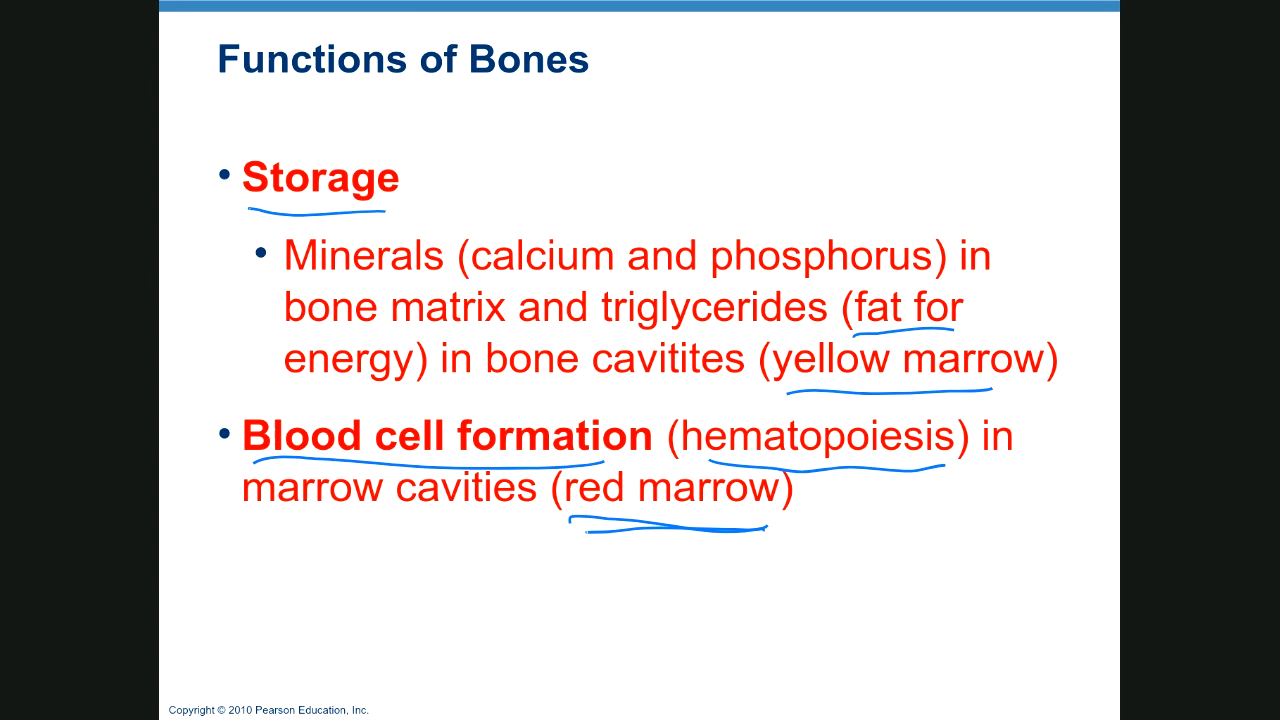 Functions of Bones
• Storage
• Minerals (calcium and phosphorus) in
bone matrix and triglycerides (fat for
energy) in bone cavitites (yellow marrow)
• Blood cell formation (hematopoiesis) in
marrow cavities (red marrow)
Copyright © 2010 Pearson Education, Inc.